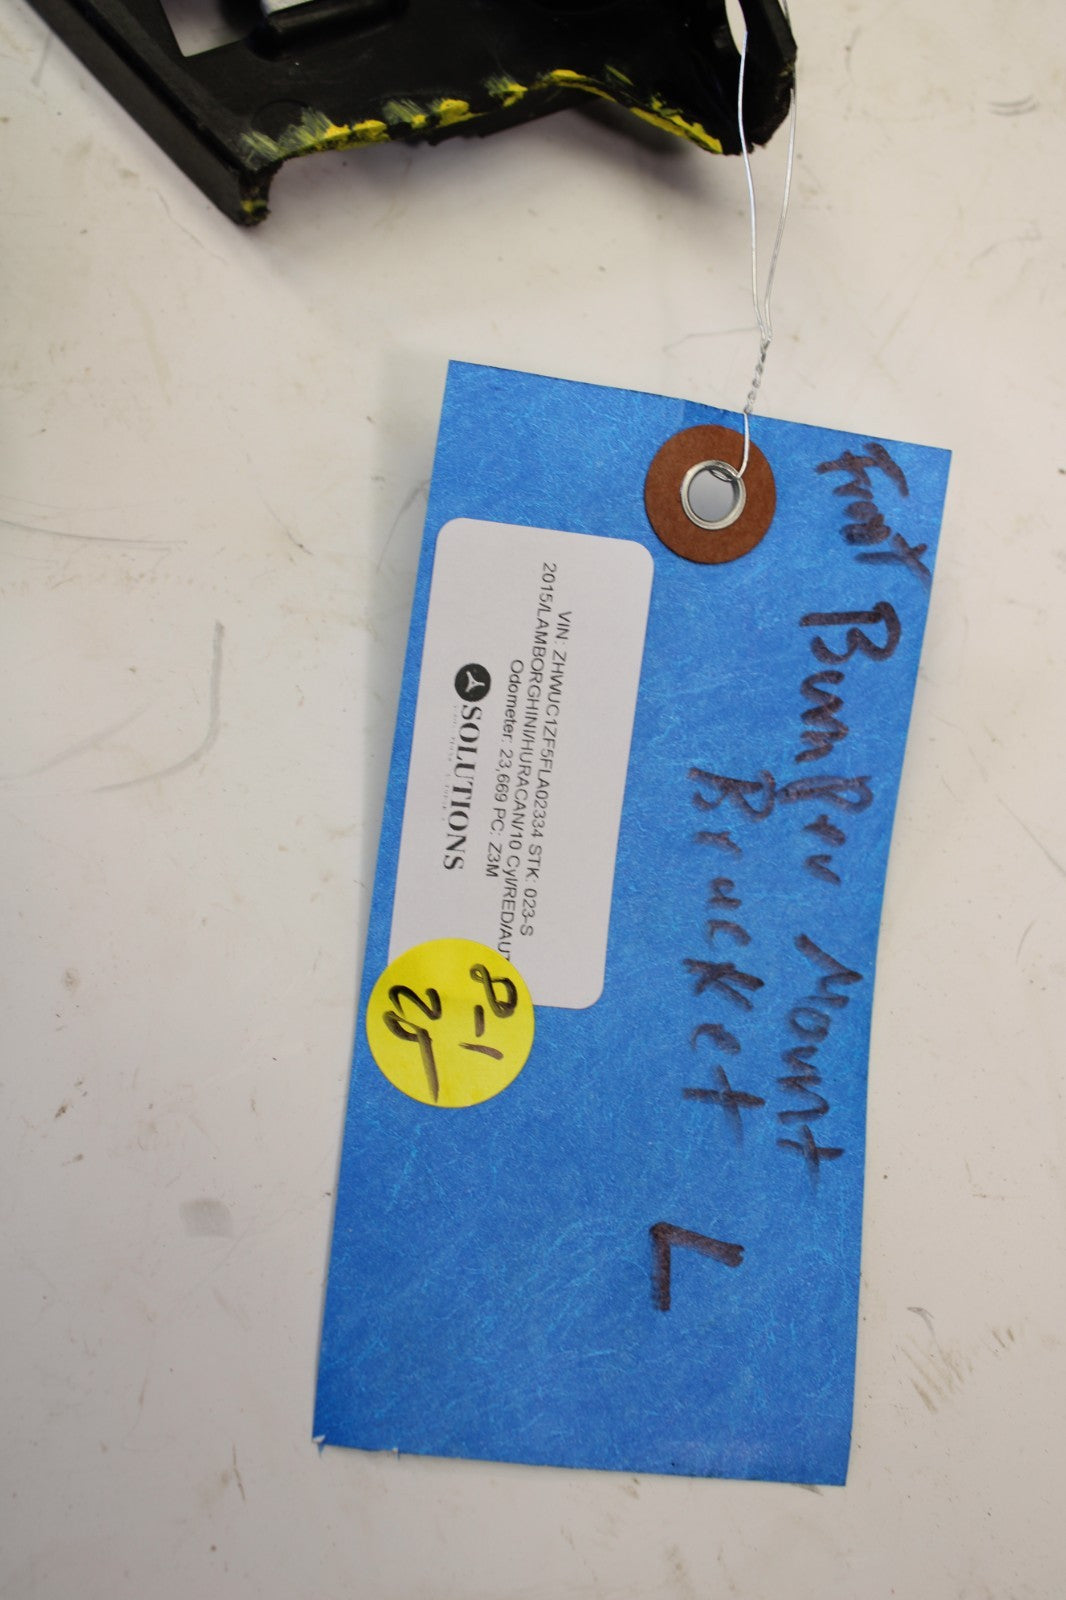 Front Bumper Mount
Bracket
L
VIN: ZHWUC1ZF5FLA02334 STK: 023-S
2015/LAMBORGHINI/HURACAN/10 Cyl/RED/AUT
Odometer: 23,669 PC: Z3M
SOLUTIONS
8-1
25